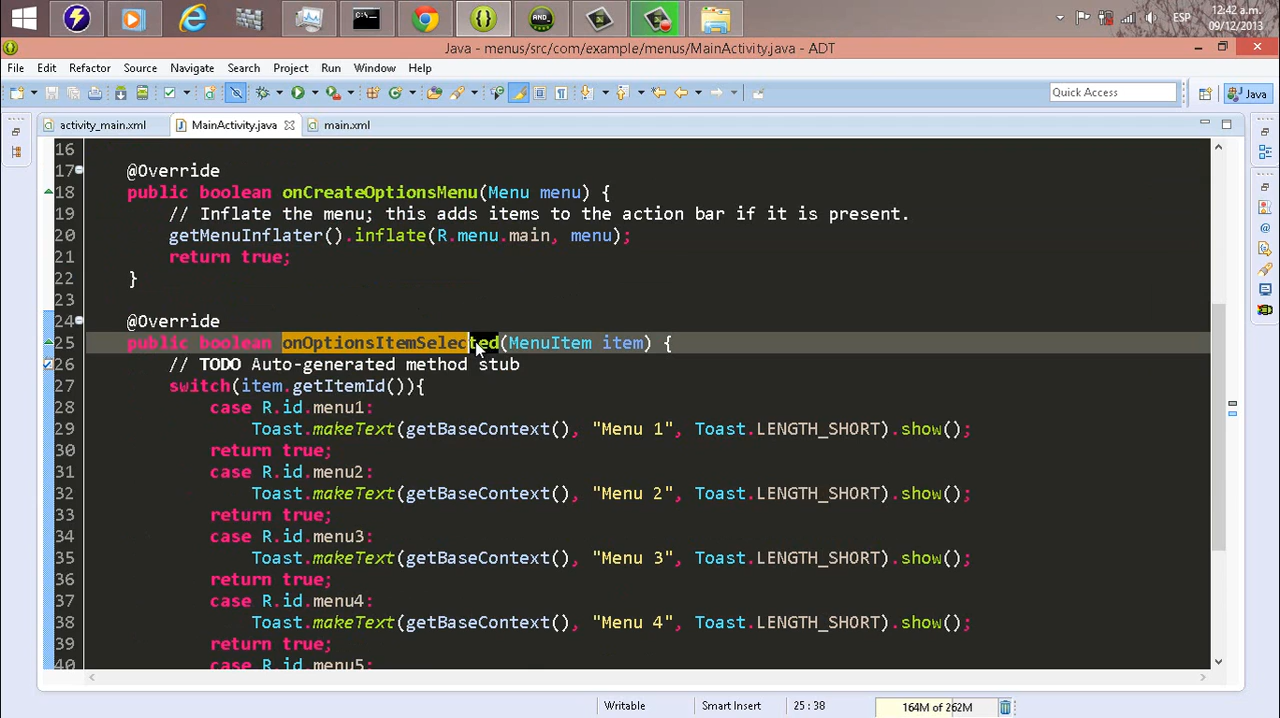 AND_
ESP
12:42 a.m.
09/12/2013
Java - menus/src/com/example/menus/MainActivity.java - ADT
File Edit Refactor Source Navigate Search Project Run Window Help
Quick Access
Java
activity_main.xml
MainActivity.java
main.xml
16
17 @Override
18 public boolean onCreateOptionsMenu(Menu menu) {
19 // Inflate the menu; this adds items to the action bar if it is present.
20 getMenuInflater().inflate(R.menu.main, menu);
21 return true;
22 }
23
24 @Override
25 public boolean onOptionsItemSelected(MenuItem item) {
26 // TODO Auto-generated method stub
27 switch(item.getItemId()){
28 case R.id.menu1:
29 Toast.makeText(getBaseContext(), "Menu 1", Toast.LENGTH_SHORT).show();
30 return true;
31 case R.id.menu2:
32 Toast.makeText(getBaseContext(), "Menu 2", Toast.LENGTH_SHORT).show();
33 return true;
34 case R.id.menu3:
35 Toast.makeText(getBaseContext(), "Menu 3", Toast.LENGTH_SHORT).show();
36 return true;
37 case R.id.menu4:
38 Toast.makeText(getBaseContext(), "Menu 4", Toast.LENGTH_SHORT).show();
39 return true;
40 case R.id.menu5:
Writable
Smart Insert
25 : 38
164M of 262M